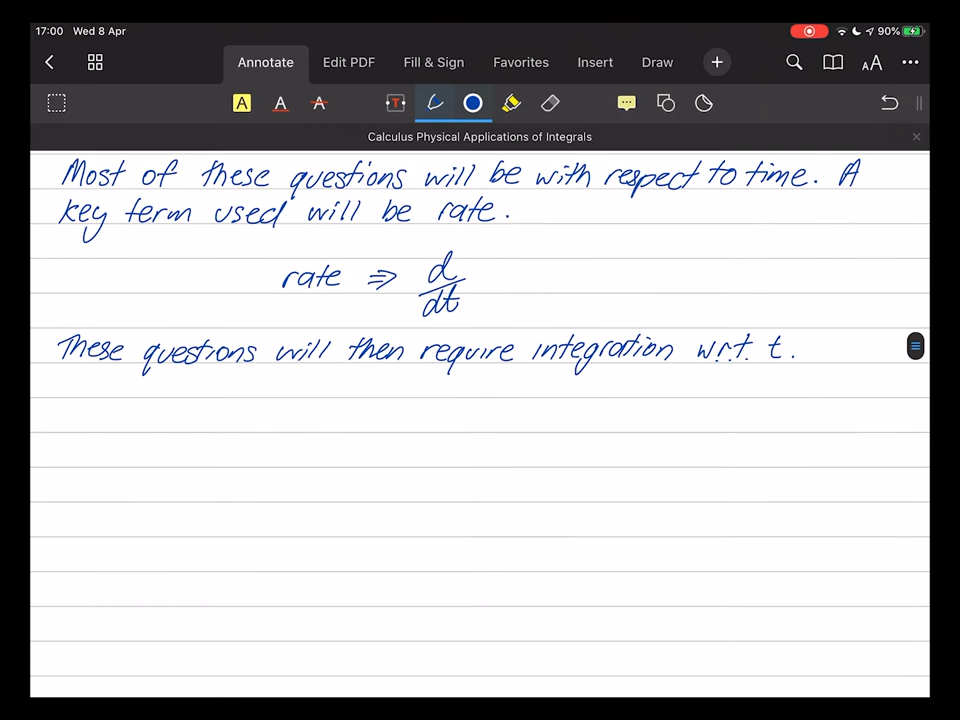 17:00 Wed 8 Apr 90%
Annotate Edit PDF Fill & Sign Favorites Insert Draw
A A A T
Calculus Physical Applications of Integrals
Most of these questions will be with respect to time. A
key term used will be rate.
rate ⇒ d/dt
These questions will then require integration w.r.t. t.